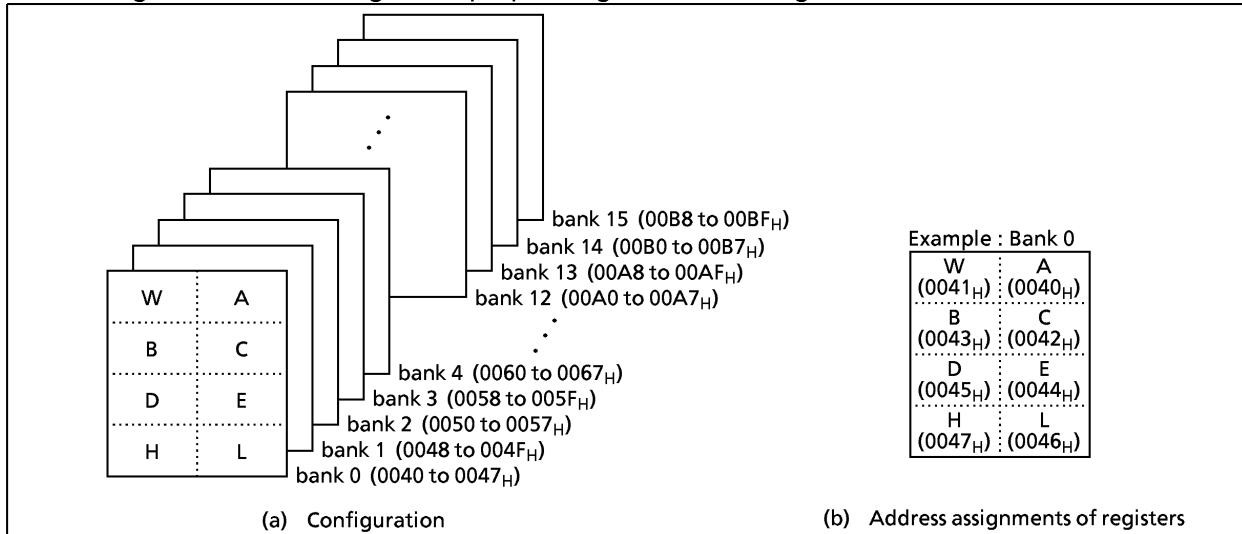 bank 15 (00B8 to 00BFH)
bank 14 (00B0 to 00B7H)
bank 13 (00A8 to 00AFH)
bank 12 (00A0 to 00A7H)
bank 4 (0060 to 0067H)
bank 3 (0058 to 005FH)
bank 2 (0050 to 0057H)
bank 1 (0048 to 004FH)
bank 0 (0040 to 0047H)
W A
B C
D E
H L
(a) Configuration
Example : Bank 0
W A
(0041H) (0040H)
B C
(0043H) (0042H)
D E
(0045H) (0044H)
H L
(0047H) (0046H)
(b) Address assignments of registers